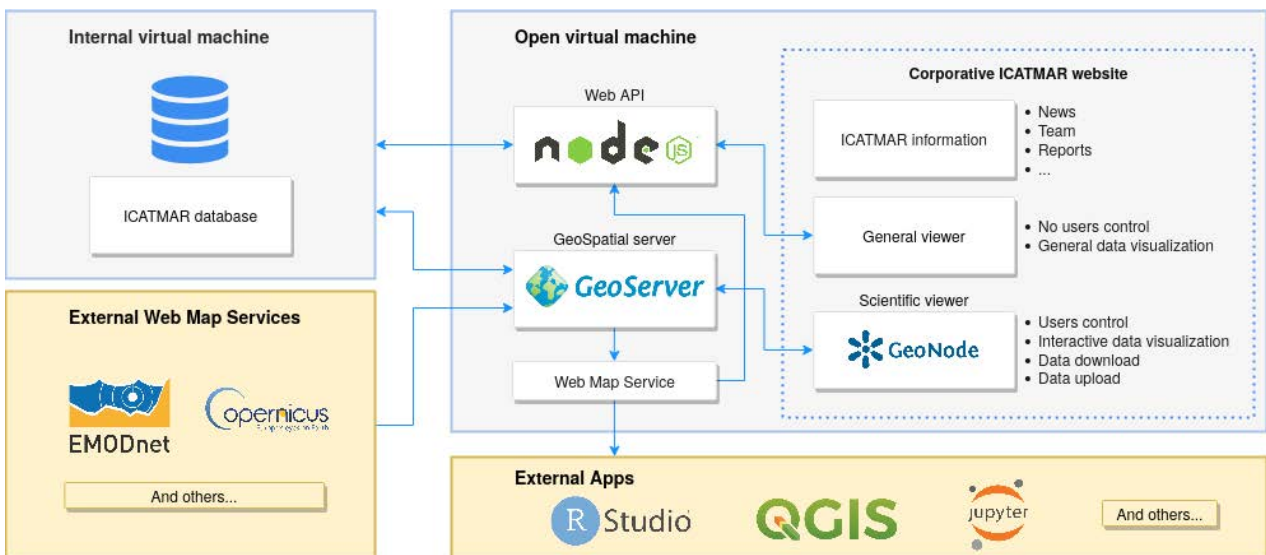 Internal virtual machine
ICATMAR database
External Web Map Services
EMODnet
Copernicus
And others...
Open virtual machine
Web API
node
JS
GeoSpatial server
GeoServer
Web Map Service
Corporative ICATMAR website
ICATMAR information
• News
• Team
• Reports
• ...
General viewer
• No users control
• General data visualization
Scientific viewer
GeoNode
• Users control
• Interactive data visualization
• Data download
• Data upload
External Apps
R Studio
QGIS
jupyter
And others...